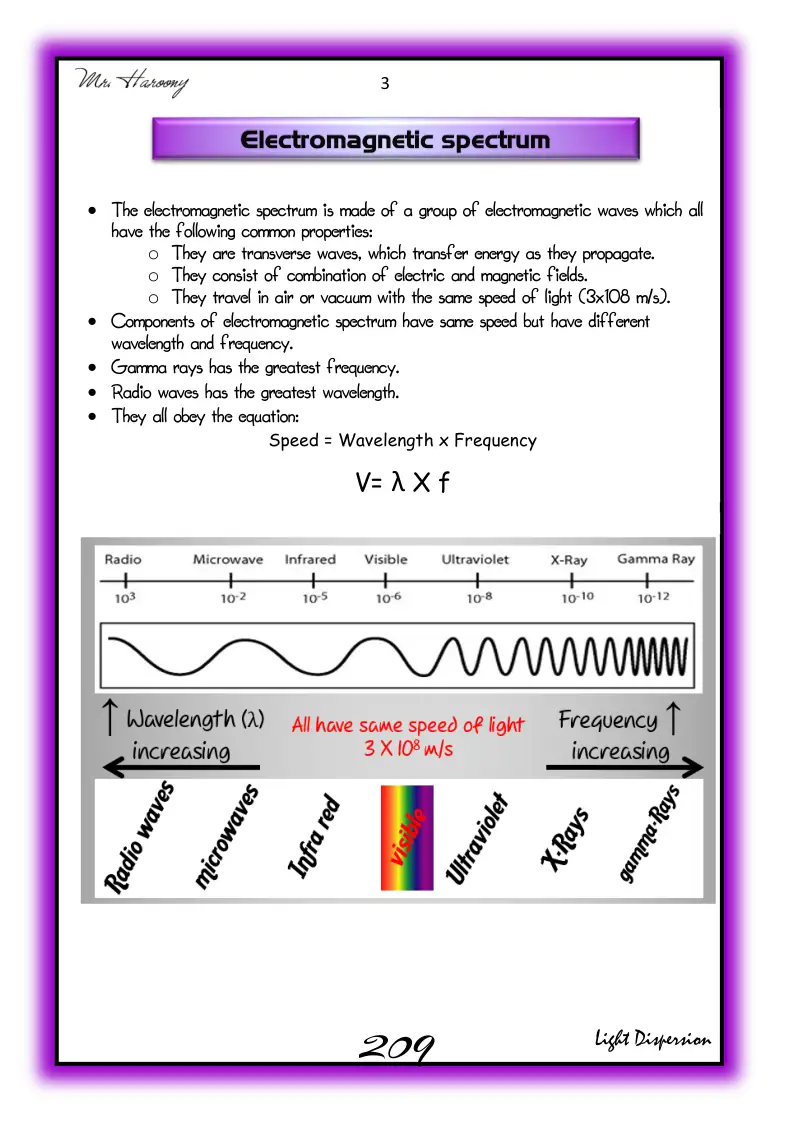 Mr. Haroony
3
Electromagnetic spectrum
• The electromagnetic spectrum is made of a group of electromagnetic waves which all
have the following common properties:
o They are transverse waves, which transfer energy as they propagate.
o They consist of combination of electric and magnetic fields.
o They travel in air or vacuum with the same speed of light (3x108 m/s).
• Components of electromagnetic spectrum have same speed but have different
wavelength and frequency.
• Gamma rays has the greatest frequency.
• Radio waves has the greatest wavelength.
• They all obey the equation:
Speed = Wavelength x Frequency
V= λ X f
Radio Microwave Infrared Visible Ultraviolet X-Ray Gamma Ray
10³ 10⁻² 10⁻⁵ 10⁻⁶ 10⁻⁸ 10⁻¹⁰ 10⁻¹²
↑ Wavelength (λ)
increasing
All have same speed of light
3 X 10⁸ m/s
Frequency ↑
increasing
Radio waves
microwaves
Infra red
visible
Ultraviolet
X-Rays
gamma-Rays
209
Light Dispersion